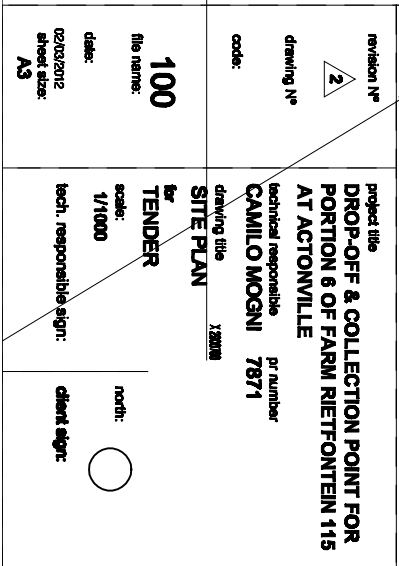 revision Nº
2
drawing Nº
code:
100
file name:
date:
02/03/2012
sheet size:
A3
project title
DROP-OFF & COLLECTION POINT FOR
PORTION 6 OF FARM RIETFONTEIN 115
AT ACTONVILLE
technical responsible pr number
CAMILO MOGNI 7871
drawing title
SITE PLAN
for
TENDER
scale:
1/1000
north:
tech. responsible sign:
client sign: